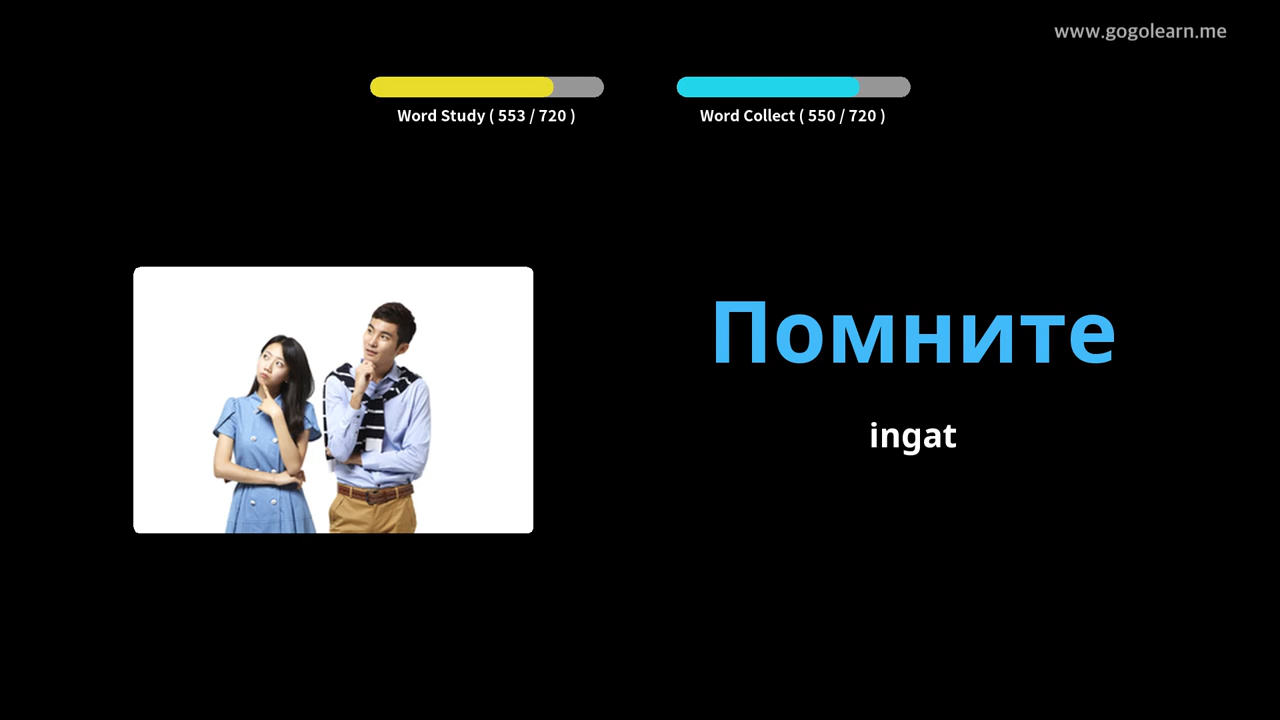 www.gogolearn.me
Word Study ( 553 / 720 )
Word Collect ( 550 / 720 )
Помните
ingat